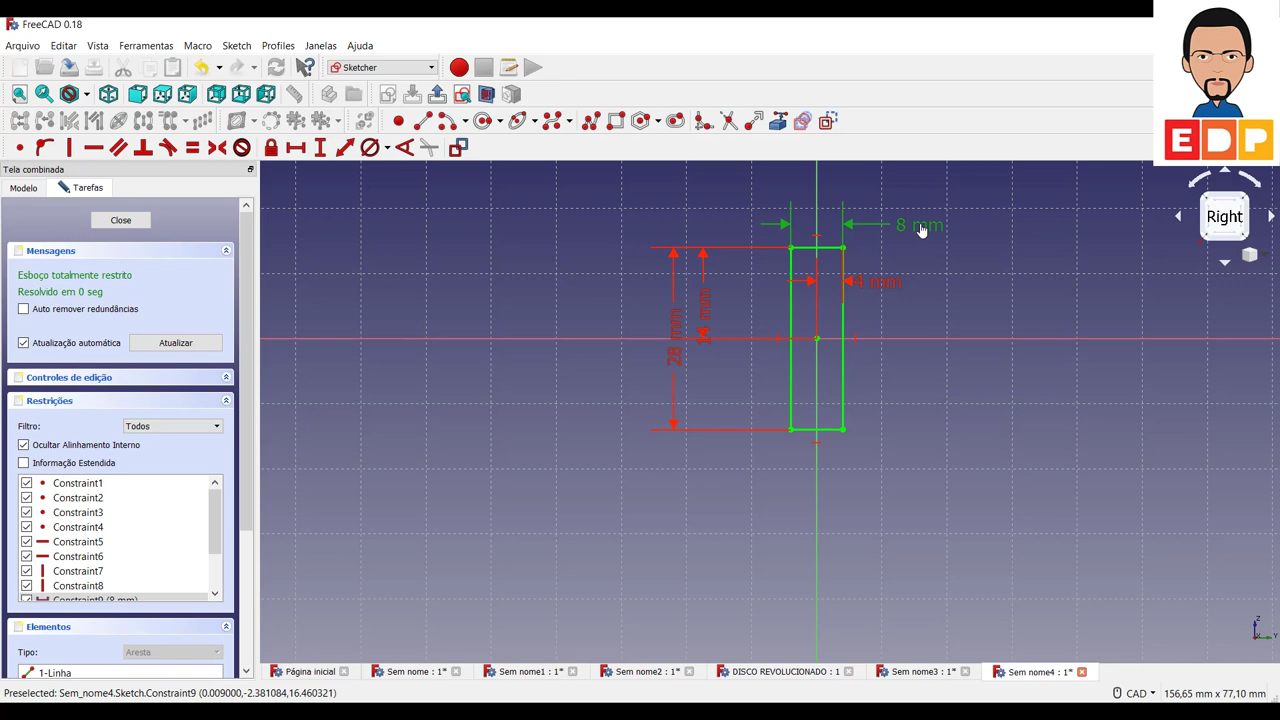 FreeCAD 0.18
Arquivo Editar Vista Ferramentas Macro Sketch Profiles Janelas Ajuda
Sketcher
EDP
Tela combinada
Modelo Tarefas
Close
Mensagens
Esboço totalmente restrito
Resolvido em 0 seg
Auto remover redundâncias
Atualização automática Atualizar
Controles de edição
Restrições
Filtro: Todos
Ocultar Alinhamento Interno
Informação Estendida
Constraint1
Constraint2
Constraint3
Constraint4
Constraint5
Constraint6
Constraint7
Constraint8
Constraint9 (8 mm)
Elementos
Tipo: Aresta
1-Linha
8 mm
4 mm
28 mm
14 mm
Right
Z
X
Y
Página inicial Sem nome : 1* Sem nome1 : 1* Sem nome2 : 1* DISCO REVOLUCIONADO : 1 Sem nome3 : 1* Sem nome4 : 1*
Preselected: Sem_nome4.Sketch.Constraint9 (0.009000,-2.381084,16.460321) CAD 156,65 mm x 77,10 mm